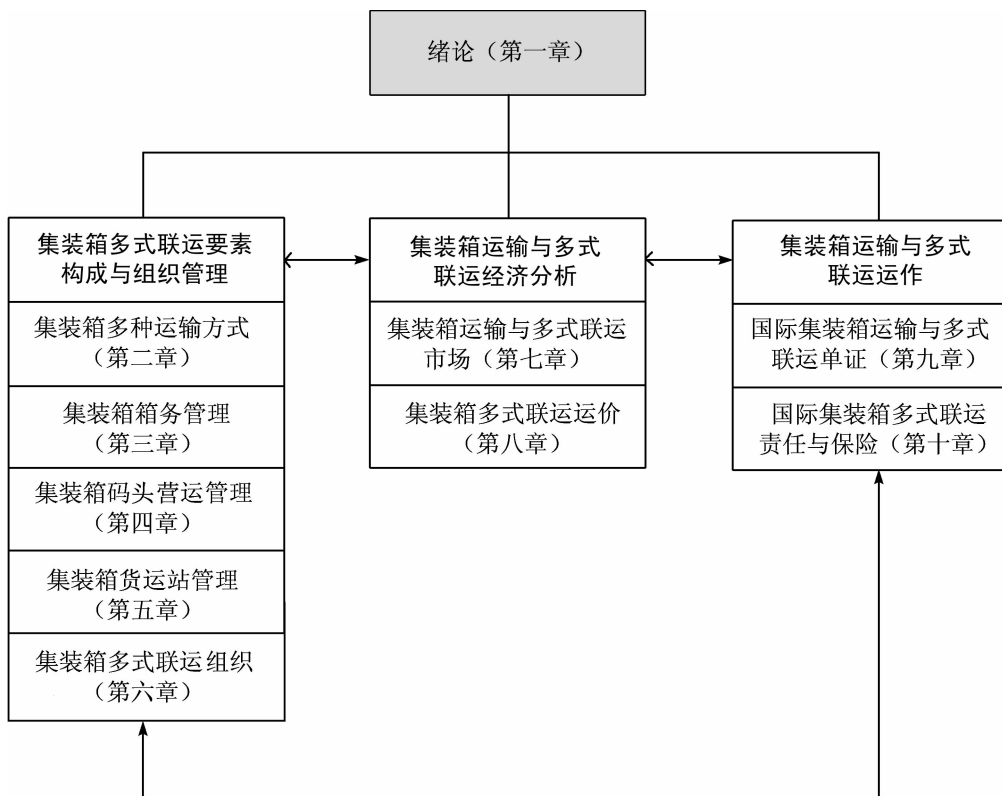 绪论（第一章）
集装箱多式联运要素
构成与组织管理
集装箱多种运输方式
（第二章）
集装箱箱务管理
（第三章）
集装箱码头营运管理
（第四章）
集装箱货运站管理
（第五章）
集装箱多式联运组织
（第六章）
集装箱运输与多式
联运经济分析
集装箱运输与多式联运
市场（第七章）
集装箱多式联运运价
（第八章）
集装箱运输与多式
联运运作
国际集装箱运输与多式
联运单证（第九章）
国际集装箱多式联运
责任与保险（第十章）